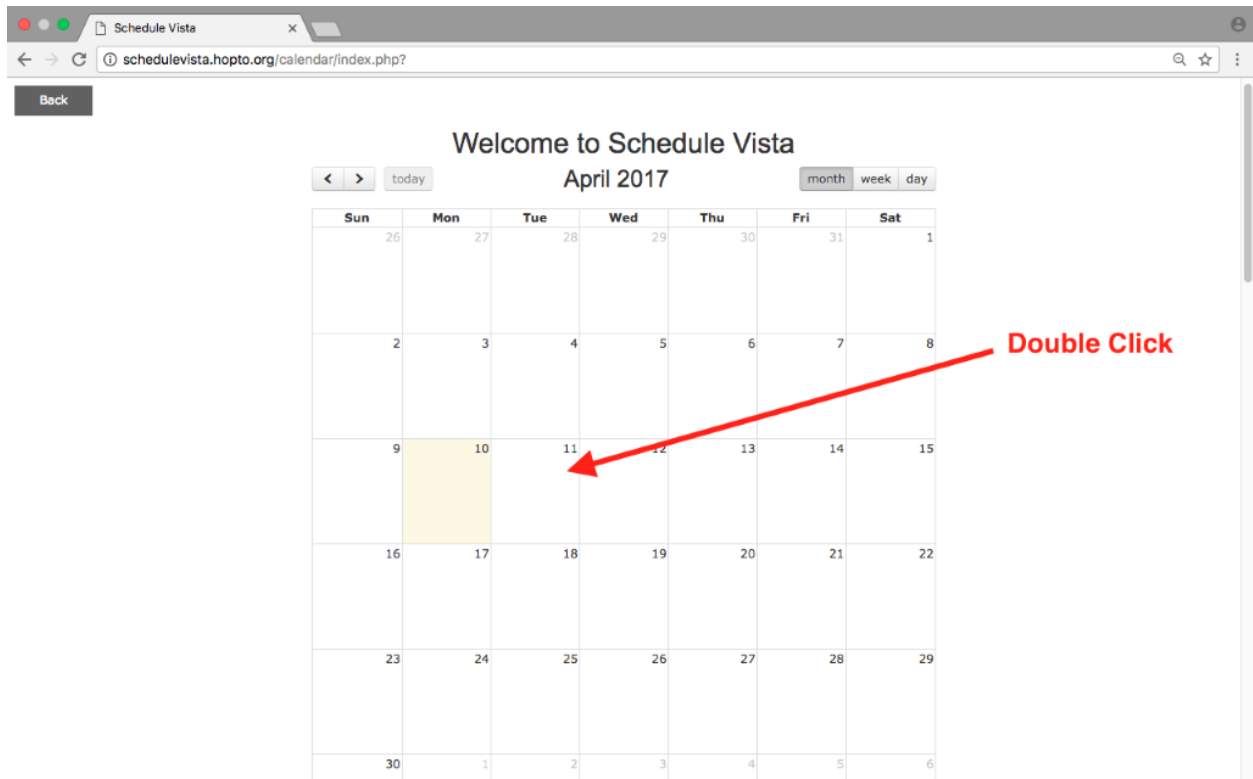 Schedule Vista
schedulevista.hopto.org/calendar/index.php?
Back
Welcome to Schedule Vista
today April 2017 month week day
Sun Mon Tue Wed Thu Fri Sat
26 27 28 29 30 31 1
2 3 4 5 6 7 8
Double Click
9 10 11 12 13 14 15
16 17 18 19 20 21 22
23 24 25 26 27 28 29
30 1 2 3 4 5 6